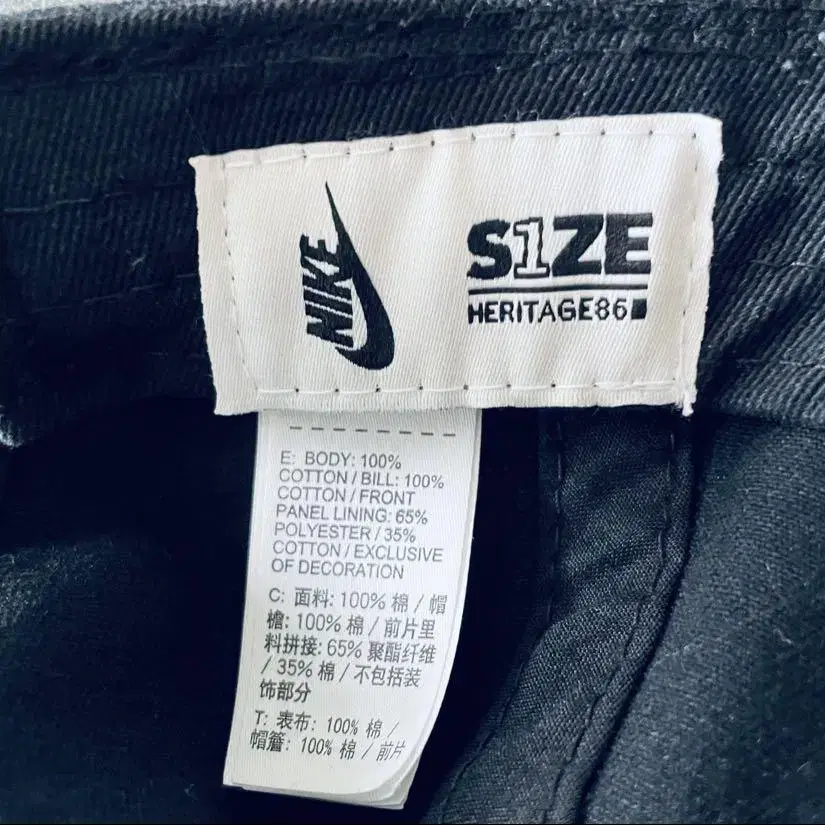 NIKE
S1ZE
HERITAGE86
E: BODY: 100%
COTTON / BILL: 100%
COTTON / FRONT
PANEL LINING: 65%
POLYESTER / 35%
COTTON / EXCLUSIVE
OF DECORATION
C: 面料: 100% 棉 / 帽
檐: 100% 棉 / 前片里
料拼接: 65% 聚酯纤维
/ 35% 棉 / 不包括装
饰部分
T: 表布: 100% 棉 /
帽簷: 100% 棉 / 前片